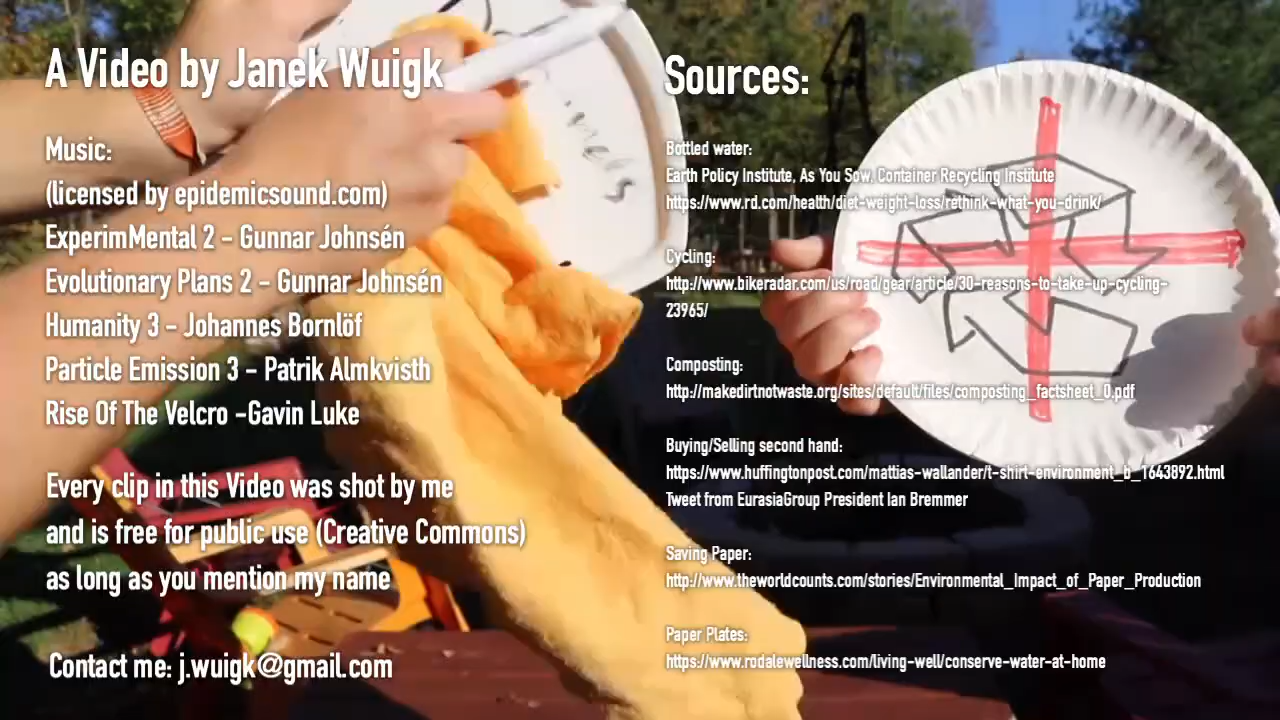 A Video by Janek Wuigk
Music:
(licensed by epidemicsound.com)
ExperimMental 2 - Gunnar Johnsén
Evolutionary Plans 2 - Gunnar Johnsén
Humanity 3 - Johannes Bornlöf
Particle Emission 3 - Patrik Almkvisth
Rise Of The Velcro -Gavin Luke
Every clip in this Video was shot by me
and is free for public use (Creative Commons)
as long as you mention my name
Contact me: j.wuigk@gmail.com
Sources:
Bottled water:
Earth Policy Institute, As You Sow, Container Recycling Institute
https://www.rd.com/health/diet-weight-loss/rethink-what-you-drink/
Cycling:
http://www.bikeradar.com/us/road/gear/article/30-reasons-to-take-up-cycling-
23965/
Composting:
http://makedirtnotwaste.org/sites/default/files/composting_factsheet_0.pdf
Buying/Selling second hand:
https://www.huffingtonpost.com/mattias-wallander/t-shirt-environment_b_1643892.html
Tweet from EurasiaGroup President Ian Bremmer
Saving Paper:
http://www.theworldcounts.com/stories/Environmental_Impact_of_Paper_Production
Paper Plates:
https://www.rodalewellness.com/living-well/conserve-water-at-home